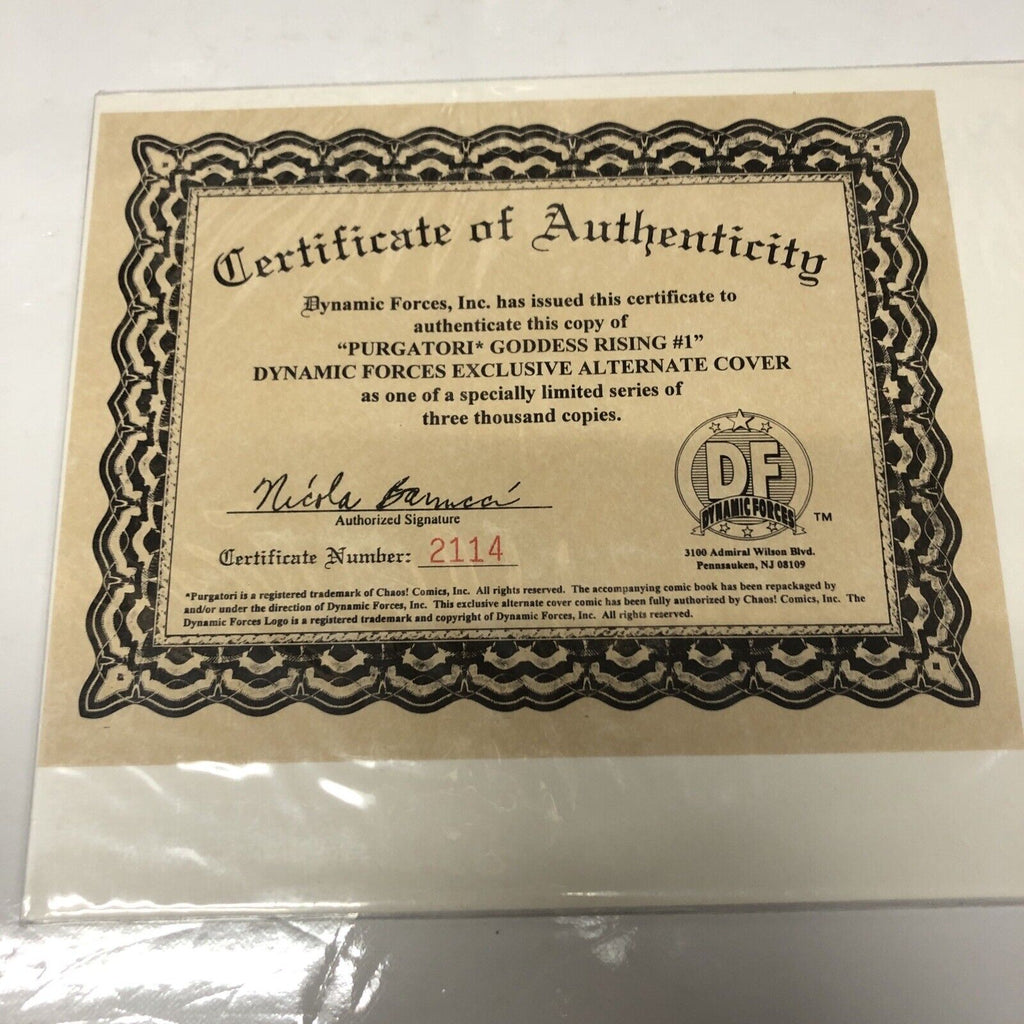 Certificate of Authenticity
Dynamic Forces, Inc. has issued this certificate to
authenticate this copy of
“PURGATORI* GODDESS RISING #1”
DYNAMIC FORCES EXCLUSIVE ALTERNATE COVER
as one of a specially limited series of
three thousand copies.
DF
DYNAMIC FORCES
TM
Nicola Barrucci
Authorized Signature
3100 Admiral Wilson Blvd.
Pennsauken, NJ 08109
Certificate Number: 2114
*Purgatori is a registered trademark of Chaos! Comics, Inc. All rights reserved. The accompanying comic book has been repackaged by
and/or under the direction of Dynamic Forces, Inc. This exclusive alternate cover comic has been fully authorized by Chaos! Comics, Inc. The
Dynamic Forces Logo is a registered trademark and copyright of Dynamic Forces, Inc. All rights reserved.